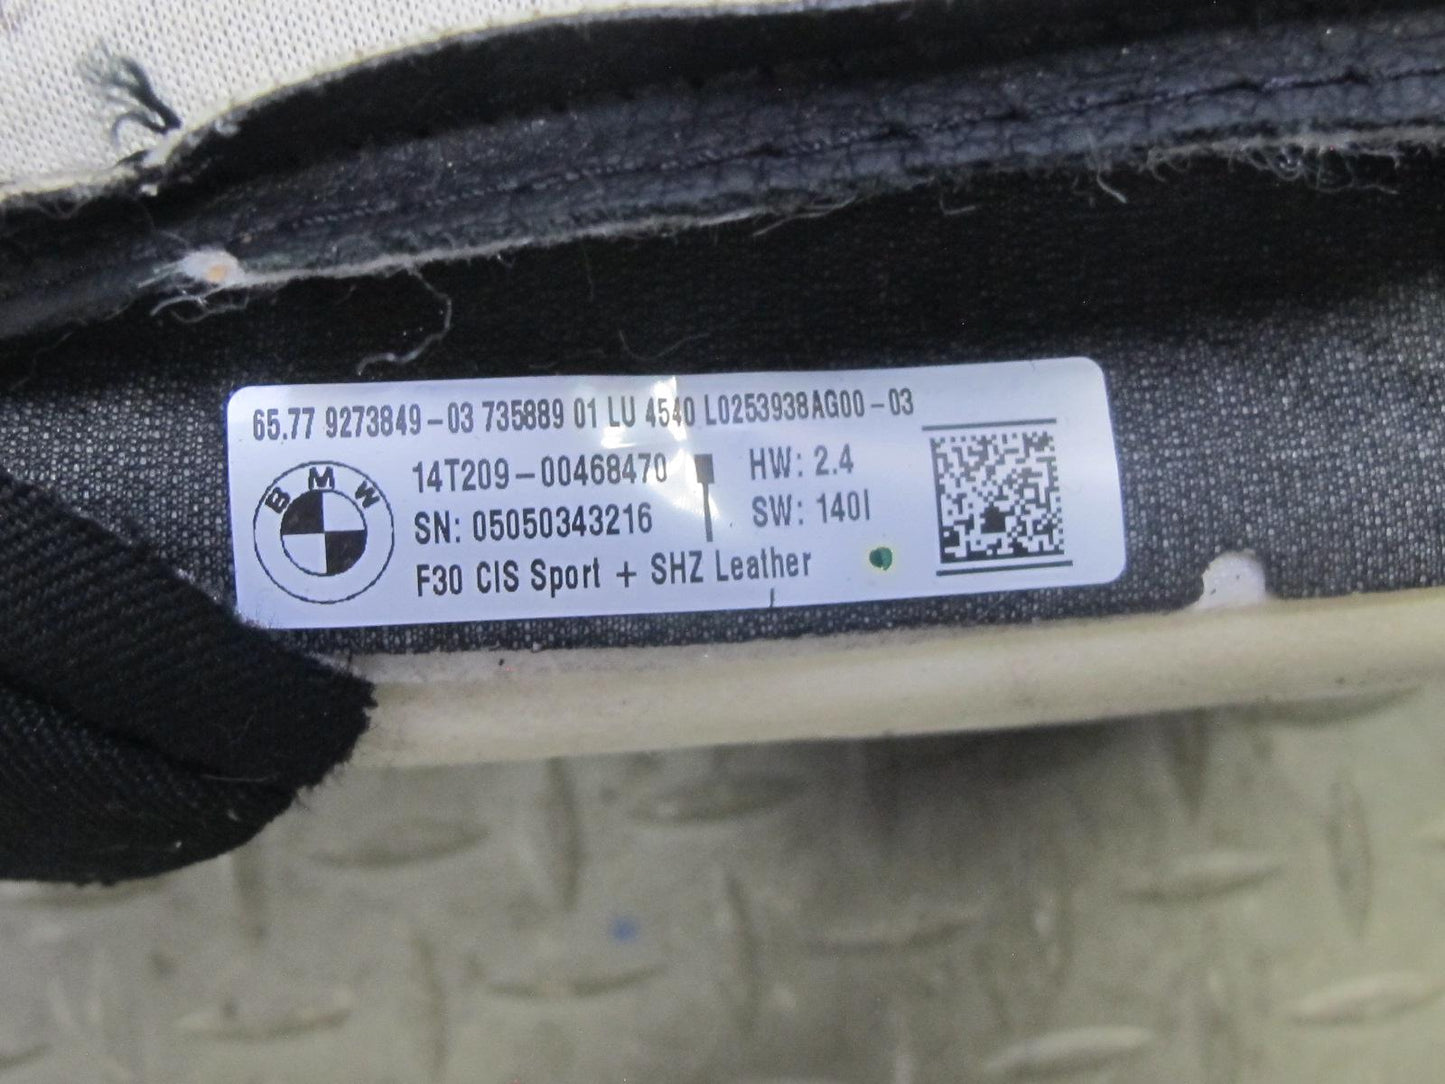 65.77 9273849-03 735889 01 LU 4540 L0253938AG00-03
BMW
14T209-00468470
HW: 2.4
SN: 05050343216
SW: 140I
F30 CIS Sport + SHZ Leather